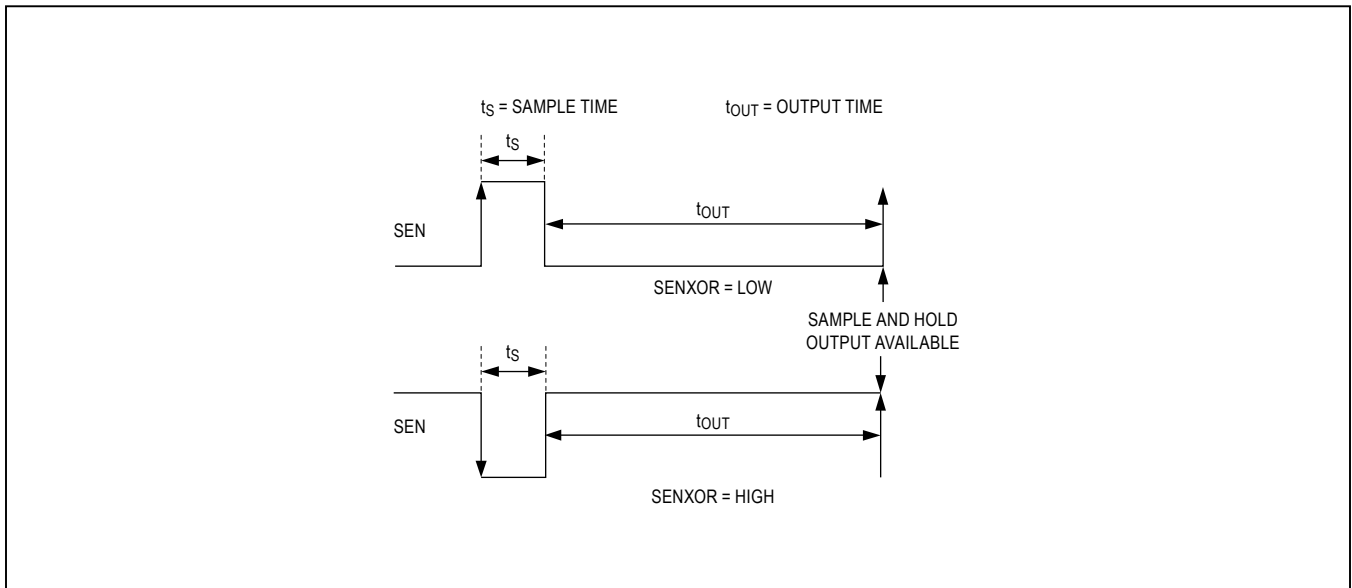 tS = SAMPLE TIME
tOUT = OUTPUT TIME
tS
tOUT
SEN
SENXOR = LOW
SAMPLE AND HOLD
OUTPUT AVAILABLE
tS
SEN
tOUT
SENXOR = HIGH